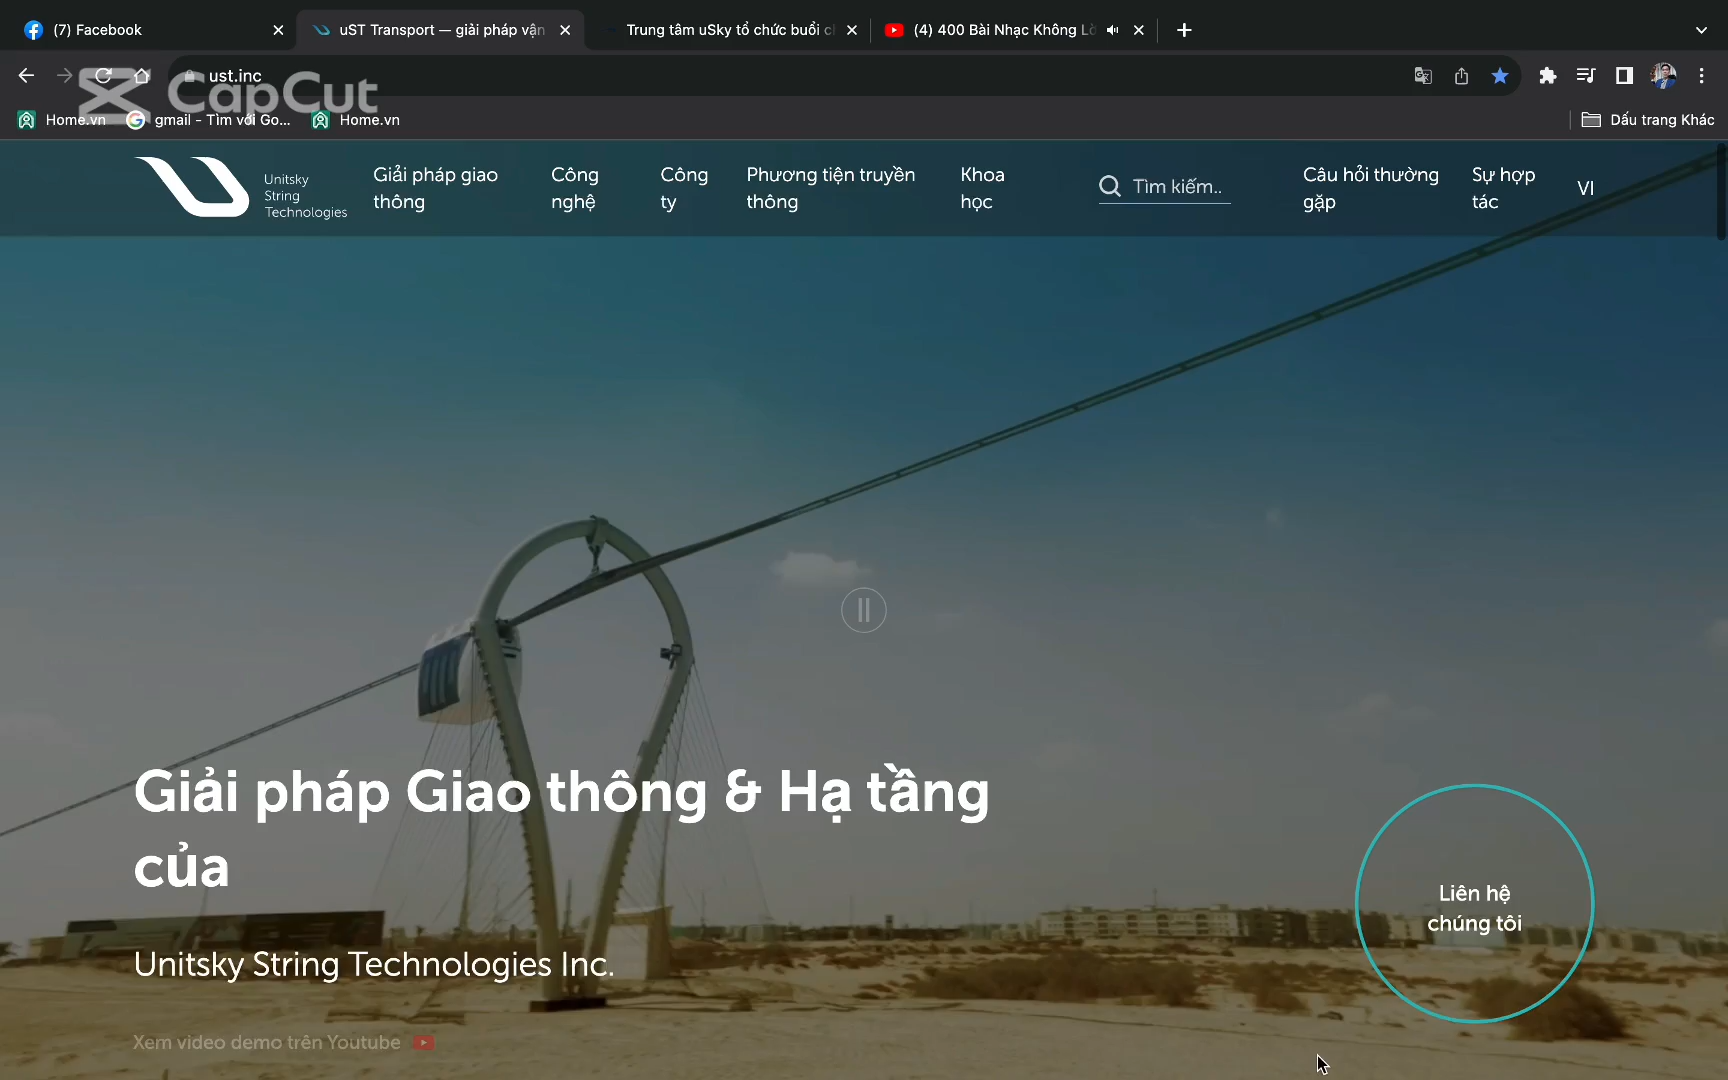 (7) Facebook
uST Transport — giải pháp vận
Trung tâm uSky tổ chức buổi
(4) 400 Bài Nhạc Không
ust.inc
CapCut
Home.vn
gmail - Tìm với Go...
Home.vn
Dấu trang Khác
Unitsky
String
Technologies
Giải pháp giao
thông
Công
nghệ
Công
ty
Phương tiện truyền
thông
Khoa
học
Tìm kiếm..
Câu hỏi thường
gặp
Sự hợp
tác
VI
Giải pháp Giao thông & Hạ tầng
của
Unitsky String Technologies Inc.
Liên hệ
chúng tôi
Xem video demo trên Youtube